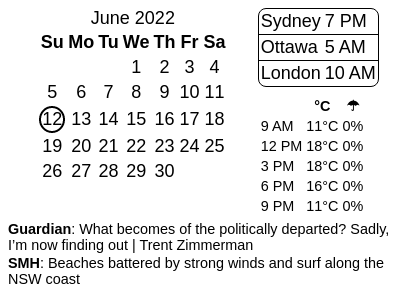 June 2022
Su Mo Tu We Th Fr Sa
1 2 3 4
5 6 7 8 9 10 11
12 13 14 15 16 17 18
19 20 21 22 23 24 25
26 27 28 29 30
Sydney 7 PM
Ottawa 5 AM
London 10 AM
°C ☂
9 AM 11°C 0%
12 PM 18°C 0%
3 PM 18°C 0%
6 PM 16°C 0%
9 PM 11°C 0%
Guardian: What becomes of the politically departed? Sadly,
I’m now finding out | Trent Zimmerman
SMH: Beaches battered by strong winds and surf along the
NSW coast